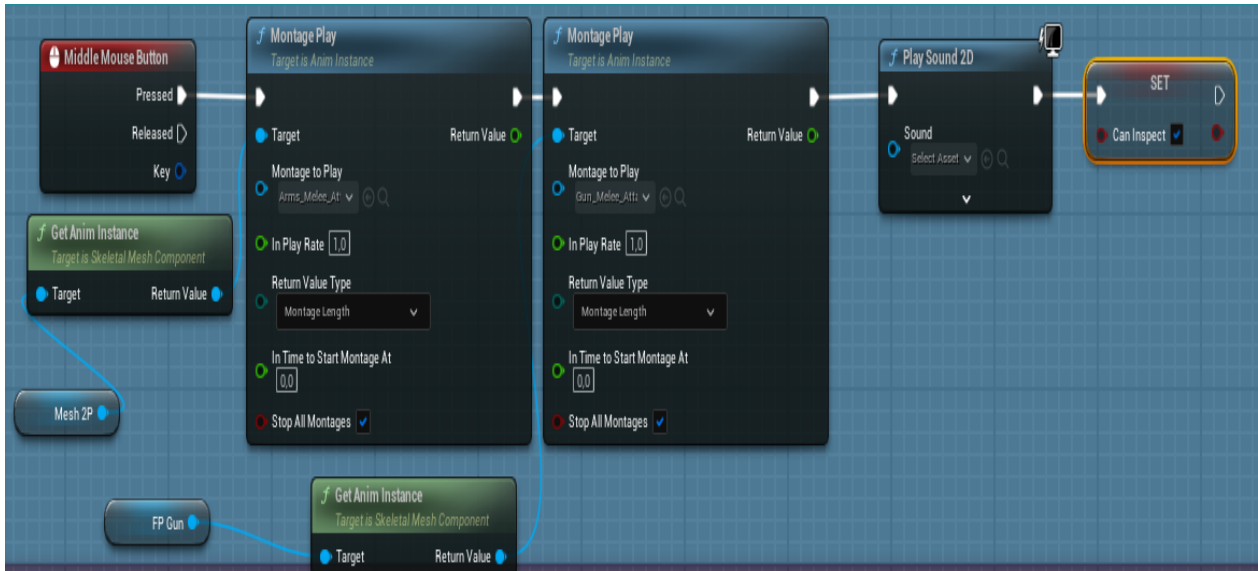 Middle Mouse Button
Pressed
Released
Key
f Get Anim Instance
Target is Skeletal Mesh Component
Target
Return Value
Mesh 2P
FP Gun
f Get Anim Instance
Target is Skeletal Mesh Component
Target
Return Value
f Montage Play
Target is Anim Instance
Target
Return Value
Montage to Play
Arms_Melee_At
In Play Rate 1,0
Return Value Type
Montage Length
In Time to Start Montage At
0,0
Stop All Montages
f Montage Play
Target is Anim Instance
Target
Return Value
Montage to Play
Gun_Melee_Att
In Play Rate 1,0
Return Value Type
Montage Length
In Time to Start Montage At
0,0
Stop All Montages
f Play Sound 2D
Sound
Select Asset
SET
Can Inspect